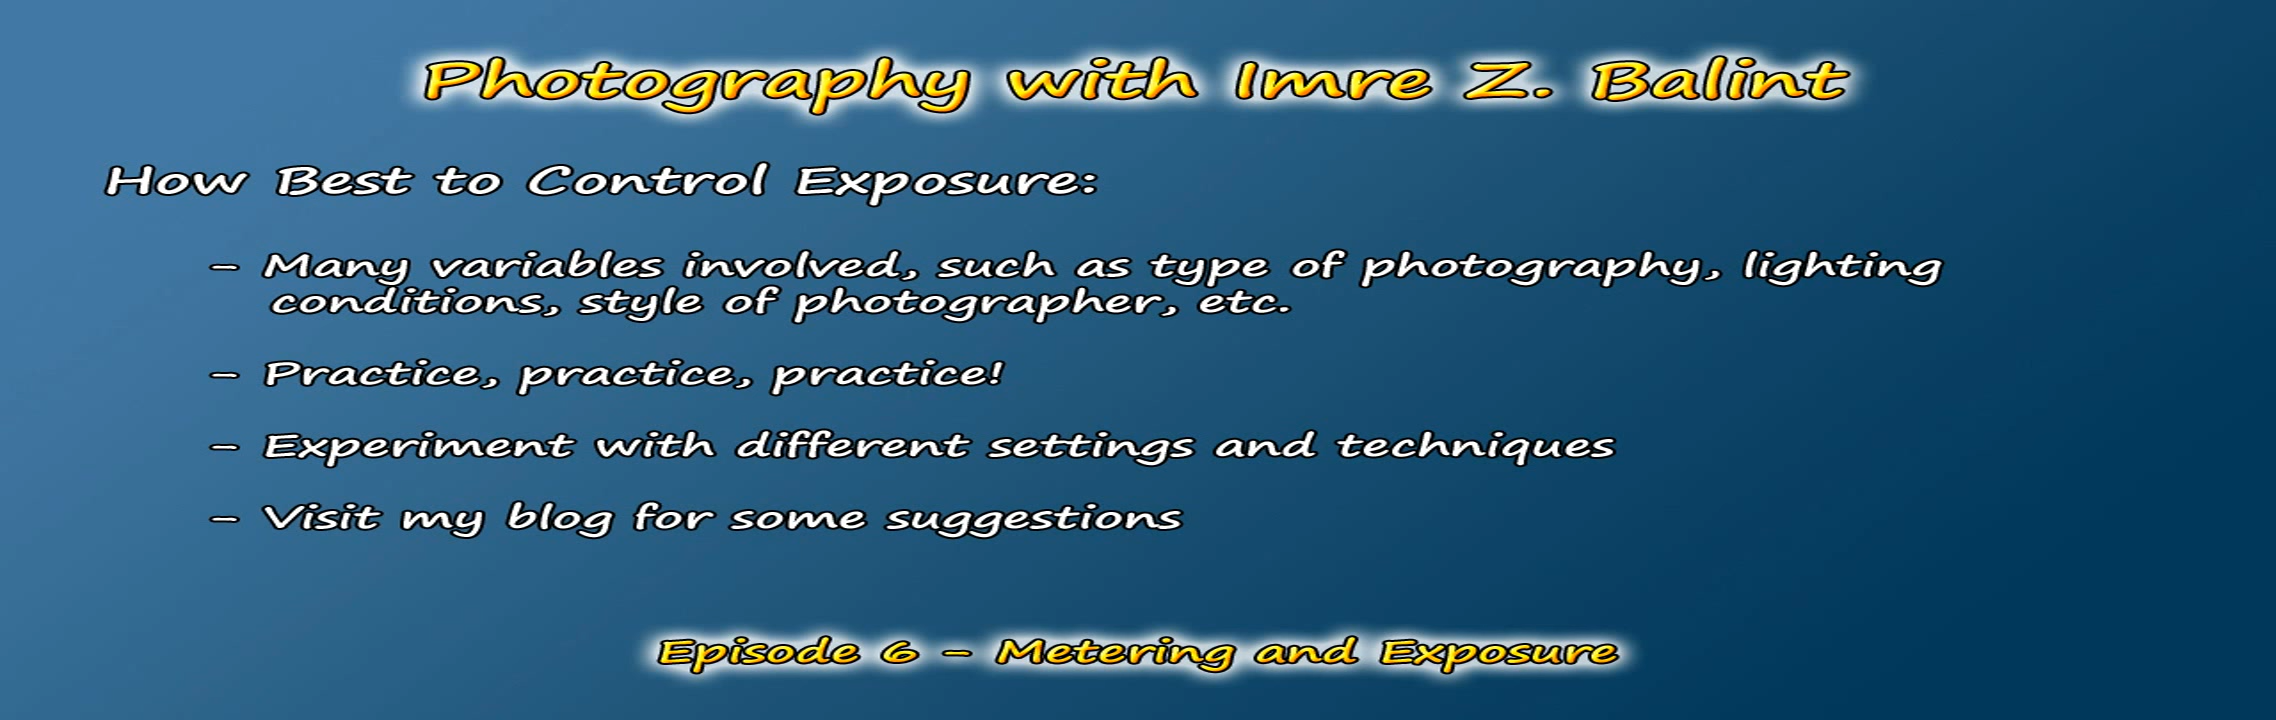 Photography with Imre Z. Balint
How Best to Control Exposure:
- Many variables involved, such as type of photography, lighting
conditions, style of photographer, etc.
- Practice, practice, practice!
- Experiment with different settings and techniques
- Visit my blog for some suggestions
Episode 6 - Metering and Exposure